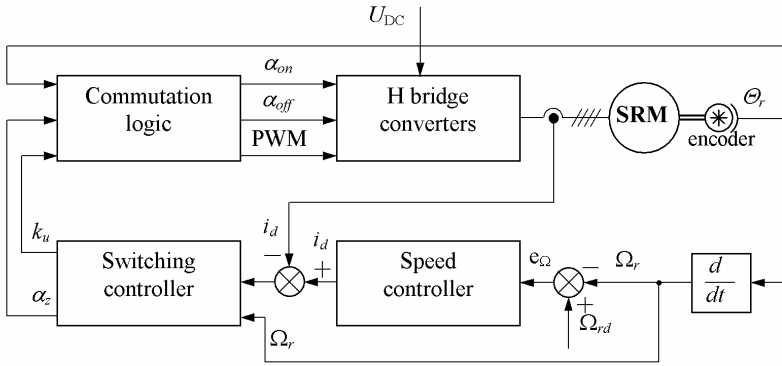 U_DC
Commutation
logic
α_on
α_off
PWM
H bridge
converters
SRM
Θ_r
encoder
k_u
α_z
Switching
controller
i_d
−
i_d
+
Speed
controller
e_Ω
−
Ω_r
+
Ω_rd
d
dt
Ω_r